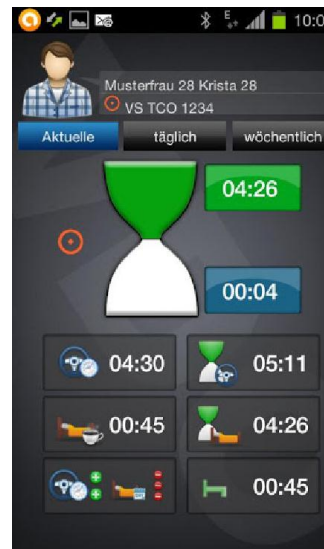 E
10:0
Musterfrau 28 Krista 28
VS TCO 1234
Aktuelle täglich wöchentlich
04:26
00:04
04:30 05:11
00:45 04:26
00:45